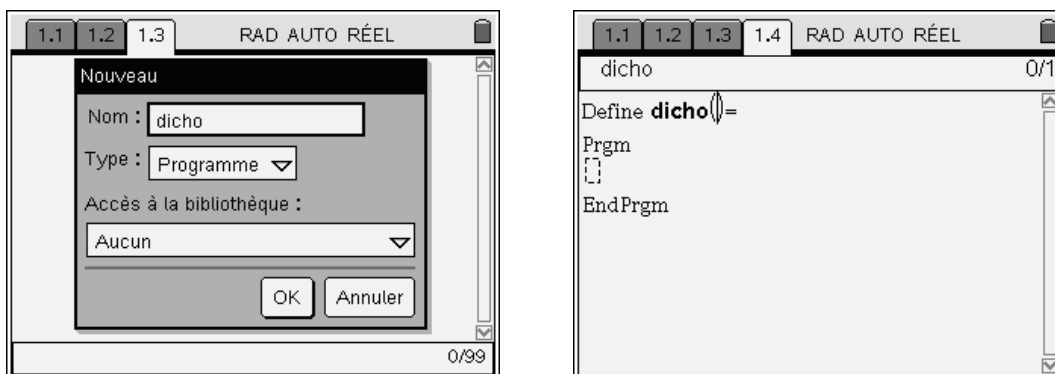 1.1 1.2 1.3 RAD AUTO RÉEL
Nouveau
Nom : dicho
Type : Programme
Accès à la bibliothèque :
Aucun
OK Annuler
0/99
1.1 1.2 1.3 1.4 RAD AUTO RÉEL
dicho 0/1
Define dicho()=
Prgm
EndPrgm